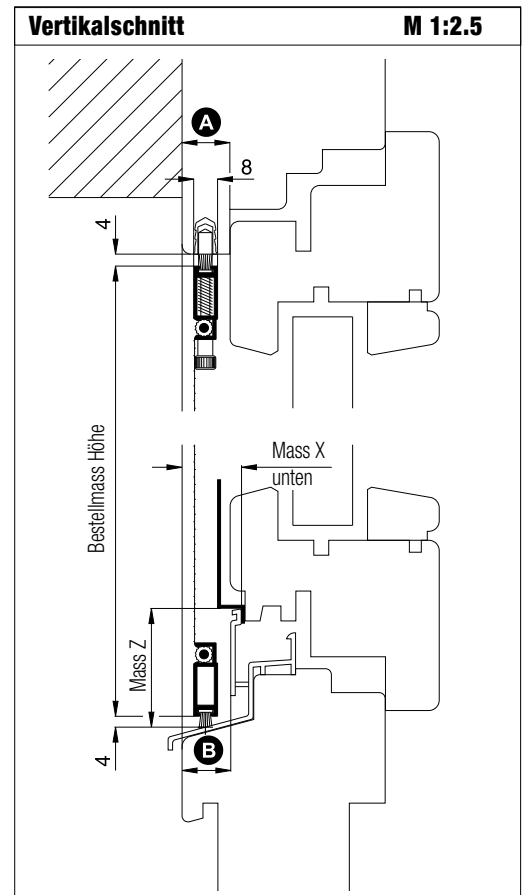 Vertikalschnitt M 1:2.5
A
8
4
Bestellmass Höhe
Mass X
unten
Mass Z
4
B